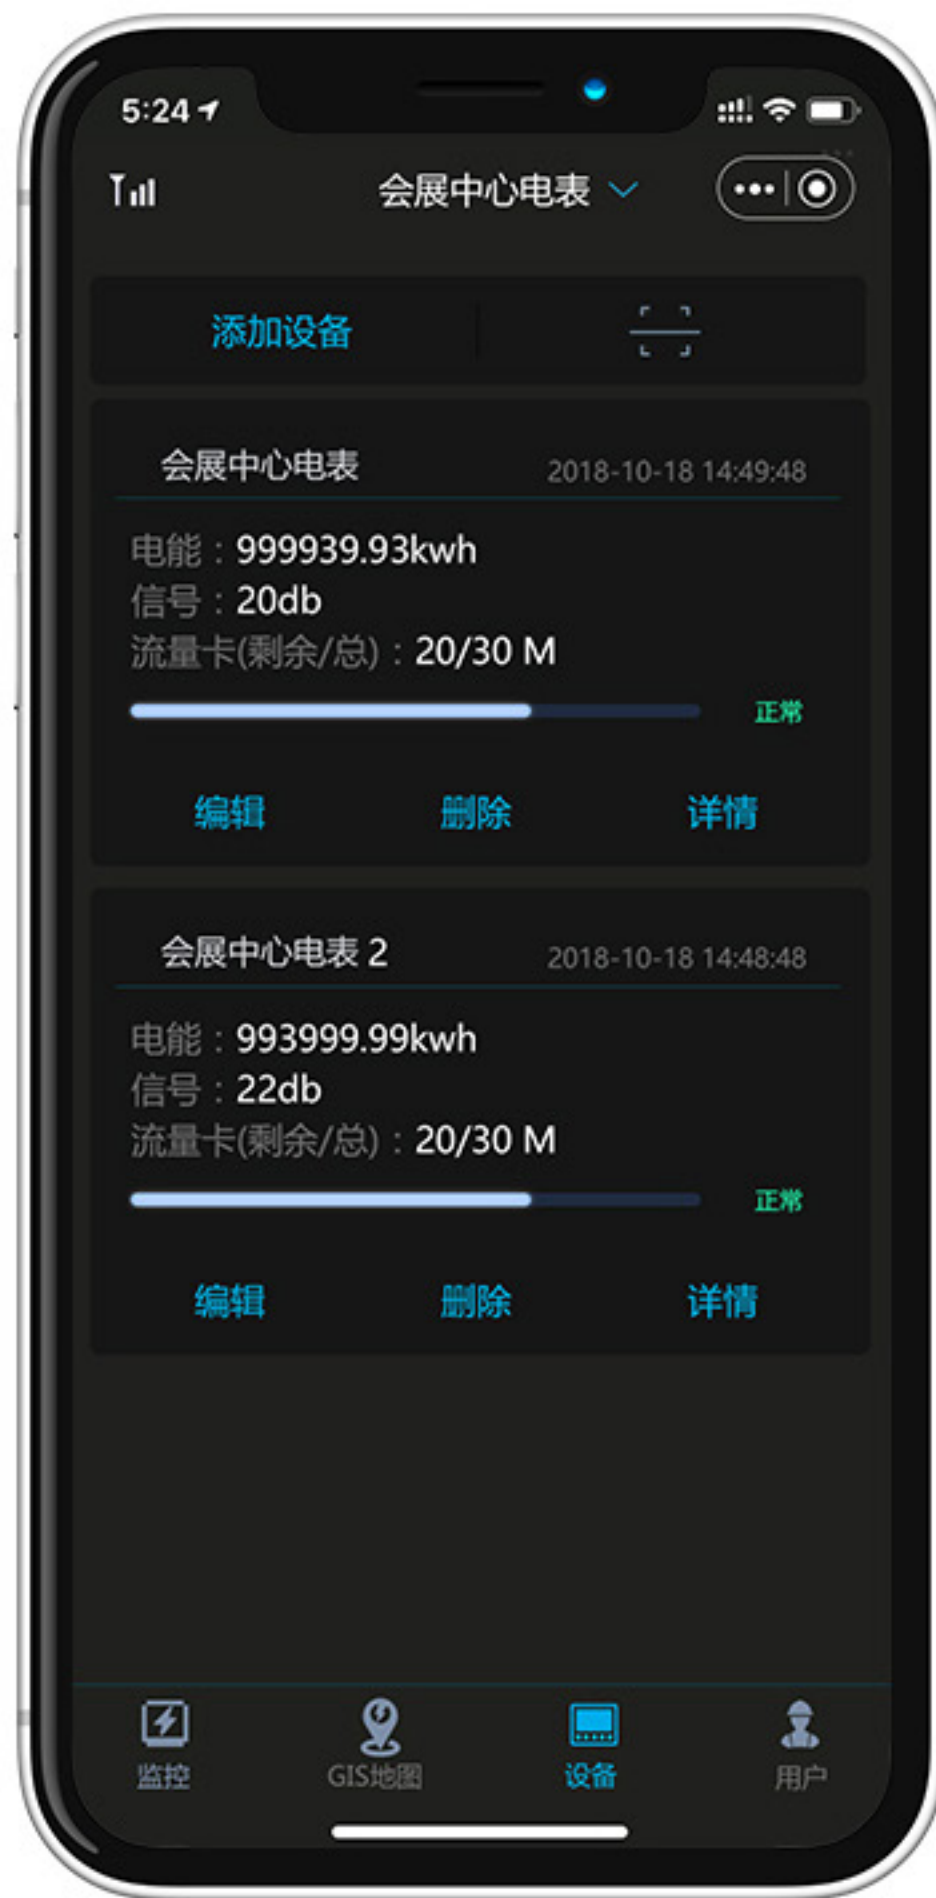 5:24
会展中心电表
添加设备
会展中心电表 2018-10-18 14:49:48
电能：999939.93kwh
信号：20db
流量卡(剩余/总)：20/30 M
正常
编辑 删除 详情
会展中心电表 2 2018-10-18 14:48:48
电能：993999.99kwh
信号：22db
流量卡(剩余/总)：20/30 M
正常
编辑 删除 详情
监控 GIS地图 设备 用户